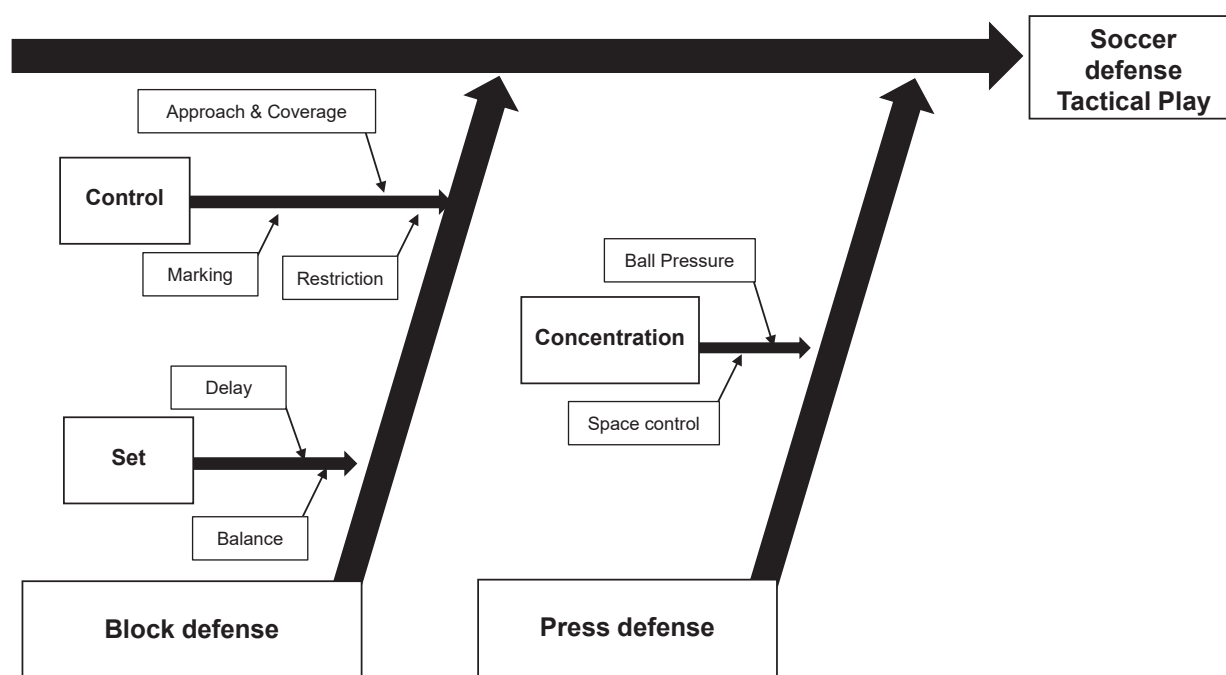 Soccer
defense
Tactical Play
Approach & Coverage
Control
Marking
Restriction
Ball Pressure
Concentration
Space control
Delay
Set
Balance
Block defense
Press defense